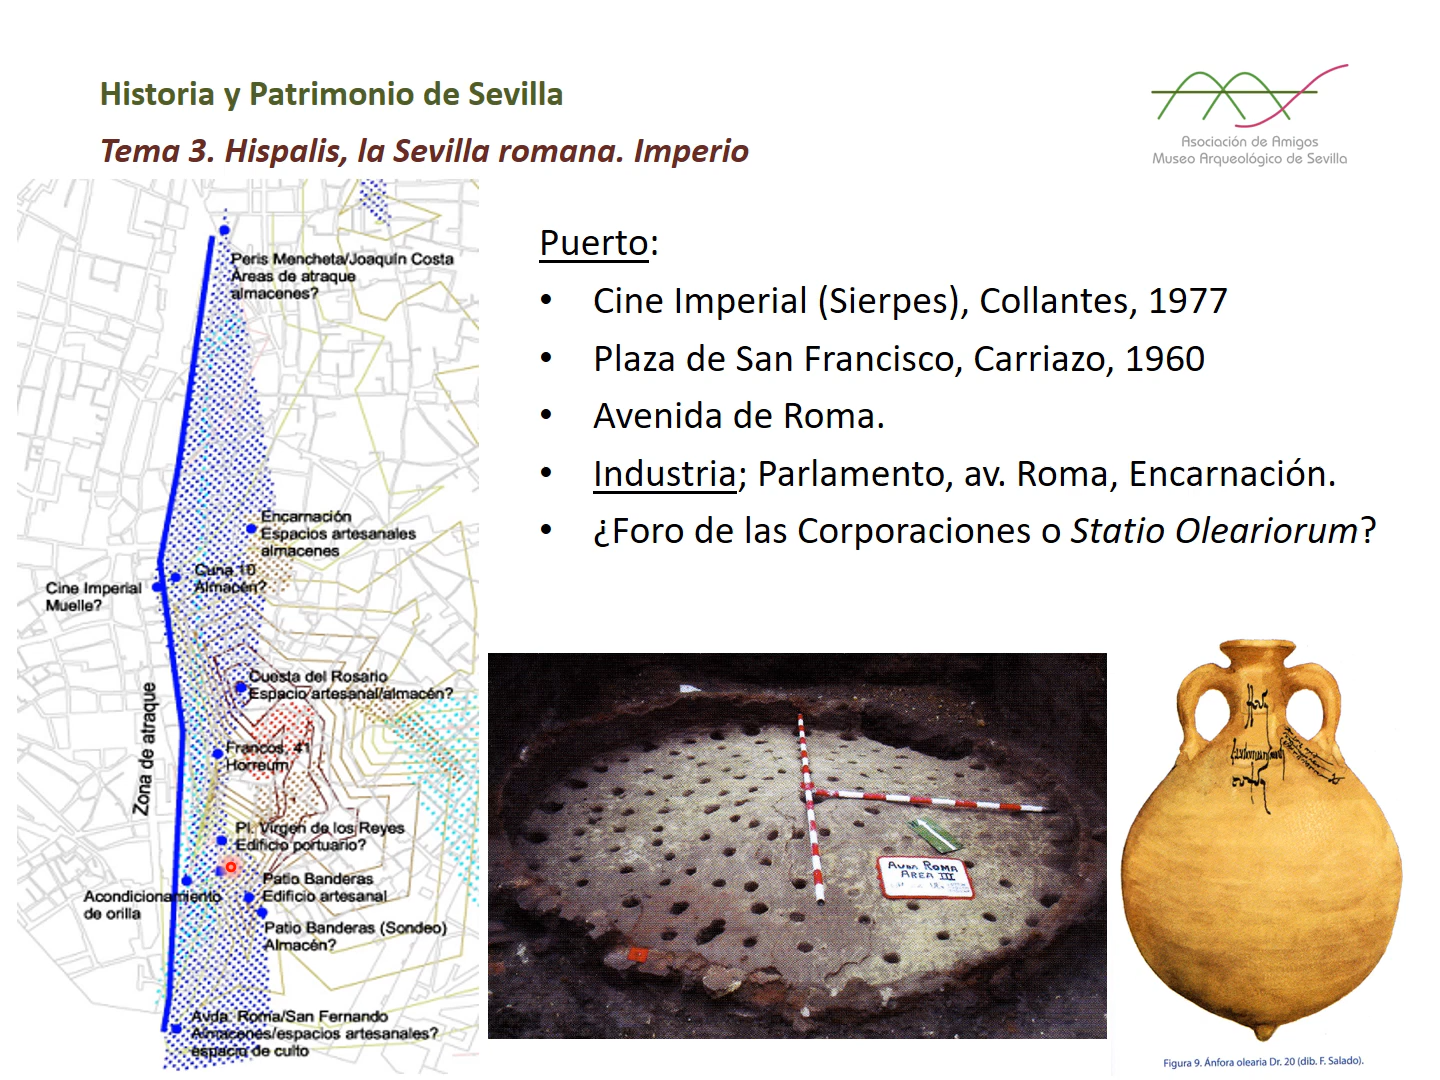 Historia y Patrimonio de Sevilla
Tema 3. Hispalis, la Sevilla romana. Imperio
Asociación de Amigos
Museo Arqueológico de Sevilla
Peris Mencheta/Joaquín Costa
Áreas de atraque
almacenes?
Encarnación
Espacios artesanales
almacenes
Cuna 10
Almacén?
Cine Imperial
Muelle?
Cuesta del Rosario
Espacio artesanal/almacén?
Zona de atraque
Francos, 41
Horreum
Pl. Virgen de los Reyes
Edificio portuario?
Patio Banderas
Edificio artesanal
Acondicionamiento
de orilla
Patio Banderas (Sondeo)
Almacén?
Avda. Roma/San Fernando
Almacenes/espacios artesanales?
espacio de culto
Puerto:
• Cine Imperial (Sierpes), Collantes, 1977
• Plaza de San Francisco, Carriazo, 1960
• Avenida de Roma.
• Industria; Parlamento, av. Roma, Encarnación.
• ¿Foro de las Corporaciones o Statio Oleariorum?
AVDA ROMA
AREA III
Figura 9. Ánfora olearia Dr. 20 (dib. F. Salado).